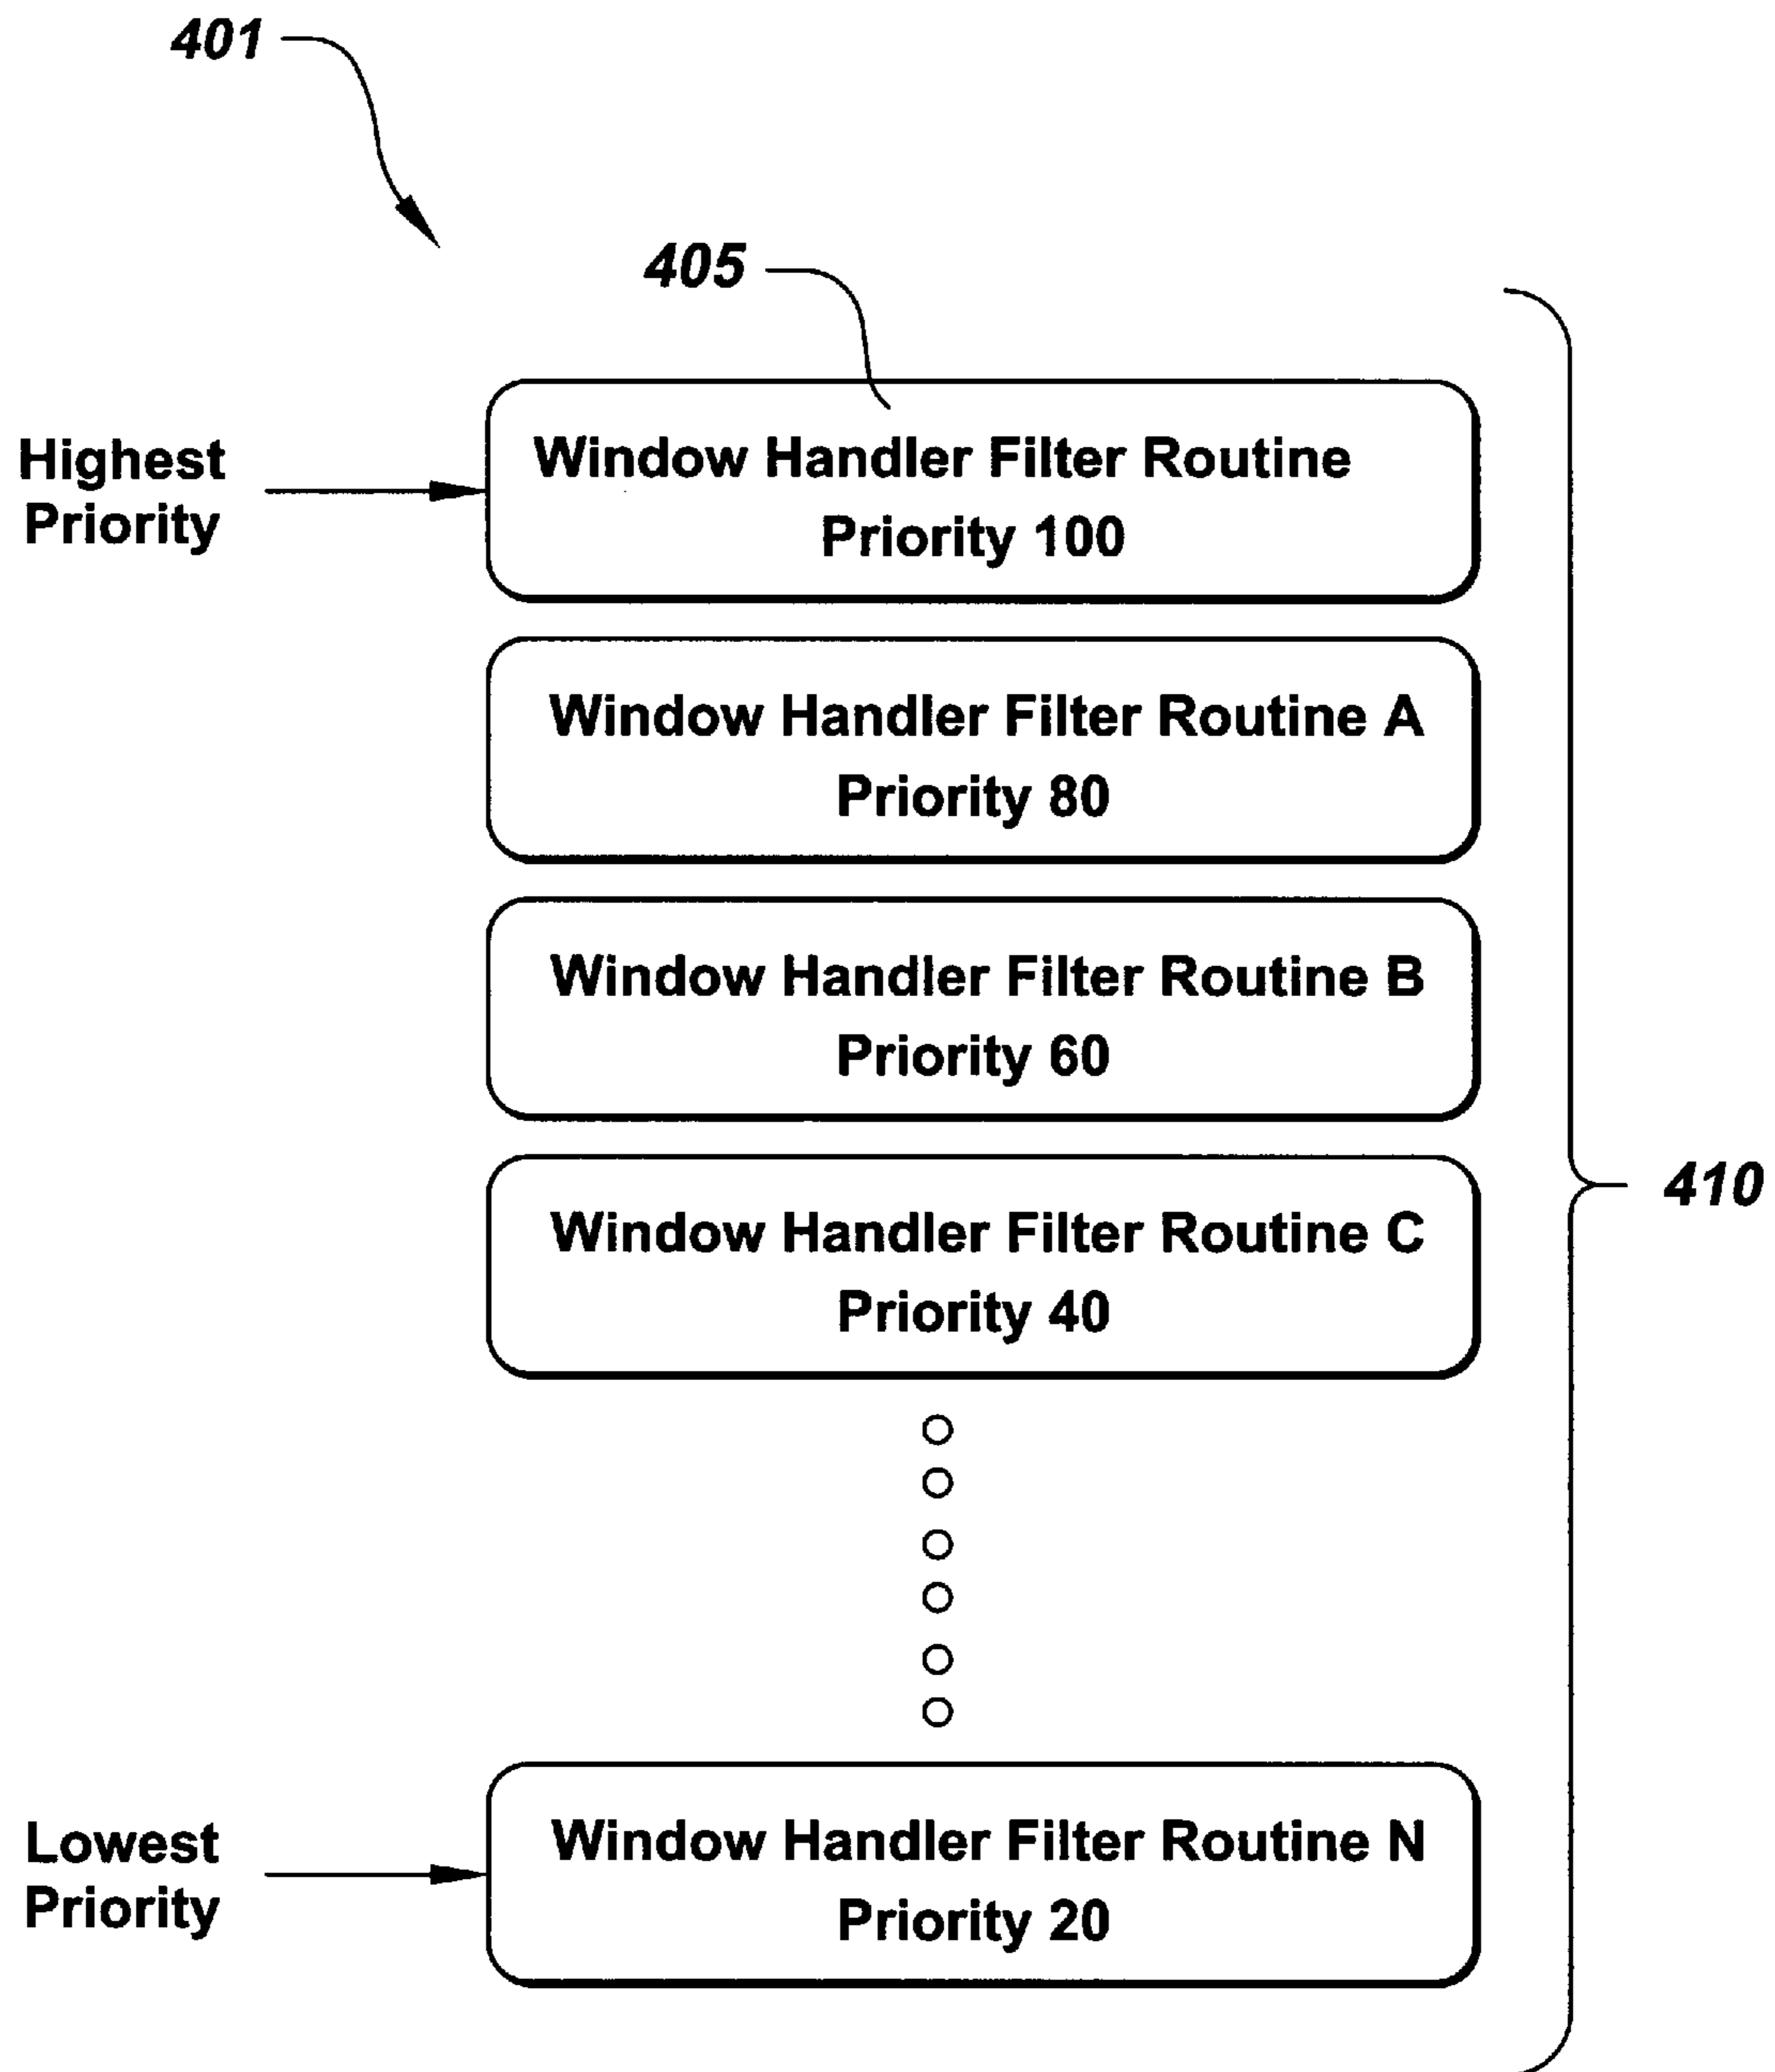 401
405
Highest
Priority
Window Handler Filter Routine
Priority 100
Window Handler Filter Routine A
Priority 80
Window Handler Filter Routine B
Priority 60
Window Handler Filter Routine C
Priority 40
410
Lowest
Priority
Window Handler Filter Routine N
Priority 20